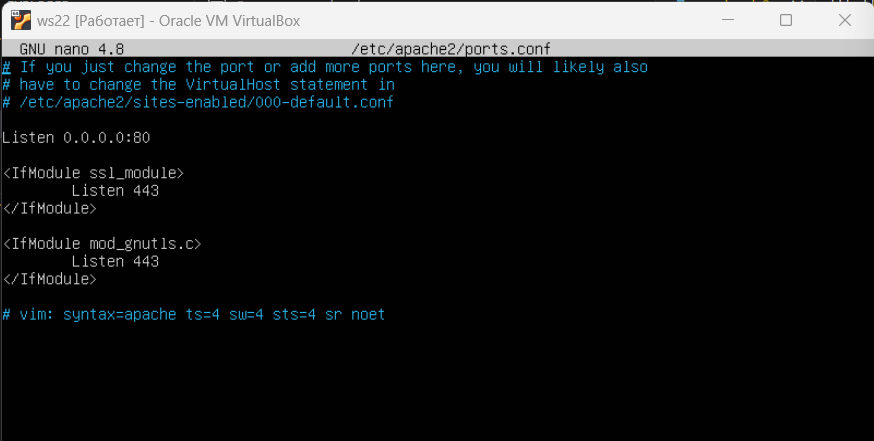 ws22 [Работает] - Oracle VM VirtualBox
GNU nano 4.8 /etc/apache2/ports.conf
# If you just change the port or add more ports here, you will likely also
# have to change the VirtualHost statement in
# /etc/apache2/sites-enabled/000-default.conf
Listen 0.0.0.0:80
<IfModule ssl_module>
Listen 443
</IfModule>
<IfModule mod_gnutls.c>
Listen 443
</IfModule>
# vim: syntax=apache ts=4 sw=4 sts=4 sr noet